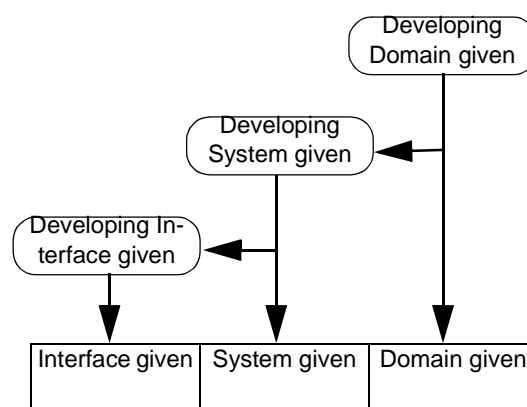 Developing
Domain given
Developing
System given
Developing In-
terface given
Interface given
System given
Domain given